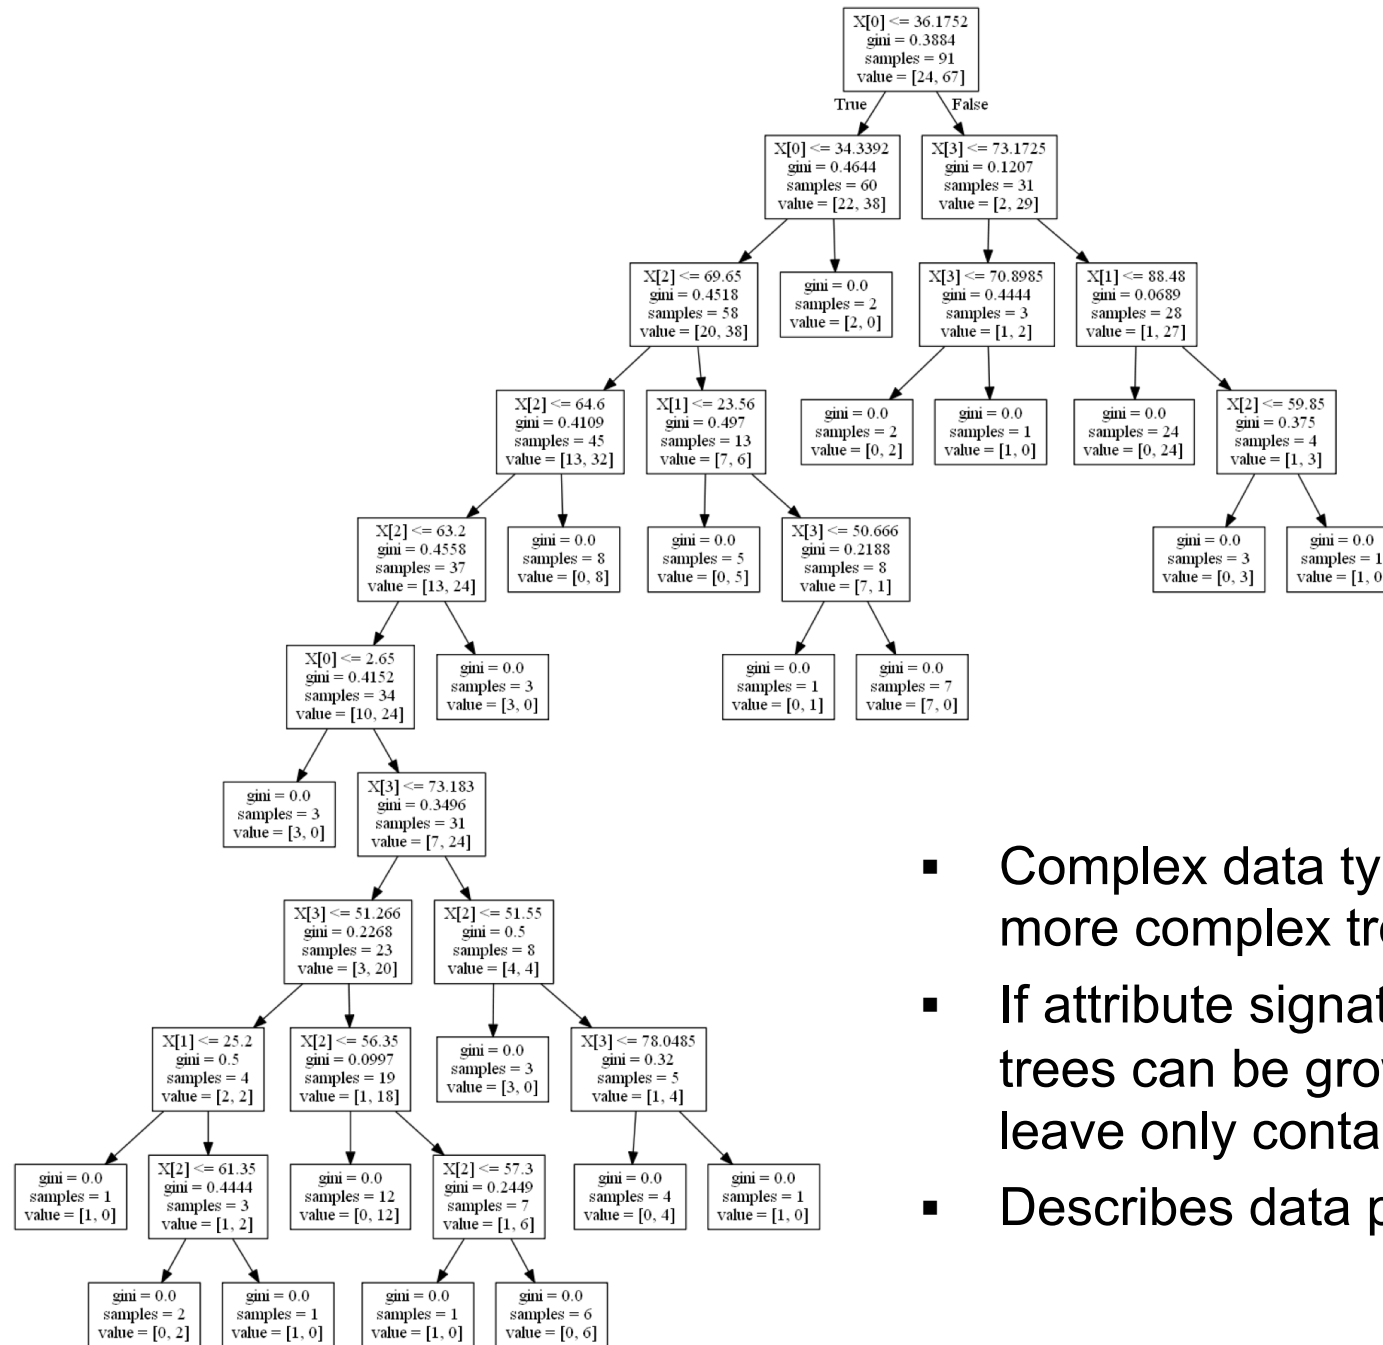 X[0] <= 36.1752
gini = 0.3884
samples = 91
value = [24, 67]
True
False
X[0] <= 34.3392
gini = 0.4644
samples = 60
value = [22, 38]
X[3] <= 73.1725
gini = 0.1207
samples = 31
value = [2, 29]
X[2] <= 69.65
gini = 0.4518
samples = 58
value = [20, 38]
gini = 0.0
samples = 2
value = [2, 0]
X[3] <= 70.8985
gini = 0.4444
samples = 3
value = [1, 2]
X[1] <= 88.48
gini = 0.0689
samples = 28
value = [1, 27]
X[2] <= 64.6
gini = 0.4109
samples = 45
value = [13, 32]
X[1] <= 23.56
gini = 0.497
samples = 13
value = [7, 6]
gini = 0.0
samples = 2
value = [0, 2]
gini = 0.0
samples = 1
value = [1, 0]
gini = 0.0
samples = 24
value = [0, 24]
X[2] <= 59.85
gini = 0.375
samples = 4
value = [1, 3]
X[2] <= 63.2
gini = 0.4558
samples = 37
value = [13, 24]
gini = 0.0
samples = 8
value = [0, 8]
gini = 0.0
samples = 5
value = [0, 5]
X[3] <= 50.666
gini = 0.2188
samples = 8
value = [7, 1]
gini = 0.0
samples = 3
value = [0, 3]
gini = 0.0
samples = 1
value = [1, 0
X[0] <= 2.65
gini = 0.4152
samples = 34
value = [10, 24]
gini = 0.0
samples = 3
value = [3, 0]
gini = 0.0
samples = 1
value = [0, 1]
gini = 0.0
samples = 7
value = [7, 0]
gini = 0.0
samples = 3
value = [3, 0]
X[3] <= 73.183
gini = 0.3496
samples = 31
value = [7, 24]
X[3] <= 51.266
gini = 0.2268
samples = 23
value = [3, 20]
X[2] <= 51.55
gini = 0.5
samples = 8
value = [4, 4]
X[1] <= 25.2
gini = 0.5
samples = 4
value = [2, 2]
X[2] <= 56.35
gini = 0.0997
samples = 19
value = [1, 18]
gini = 0.0
samples = 3
value = [3, 0]
X[3] <= 78.0485
gini = 0.32
samples = 5
value = [1, 4]
gini = 0.0
samples = 1
value = [1, 0]
X[2] <= 61.35
gini = 0.4444
samples = 3
value = [1, 2]
gini = 0.0
samples = 12
value = [0, 12]
X[2] <= 57.3
gini = 0.2449
samples = 7
value = [1, 6]
gini = 0.0
samples = 4
value = [0, 4]
gini = 0.0
samples = 1
value = [1, 0]
gini = 0.0
samples = 2
value = [0, 2]
gini = 0.0
samples = 1
value = [1, 0]
gini = 0.0
samples = 1
value = [1, 0]
gini = 0.0
samples = 6
value = [0, 6]
▪ Complex data ty
more complex tre
▪ If attribute signat
trees can be grow
leave only conta
▪ Describes data p